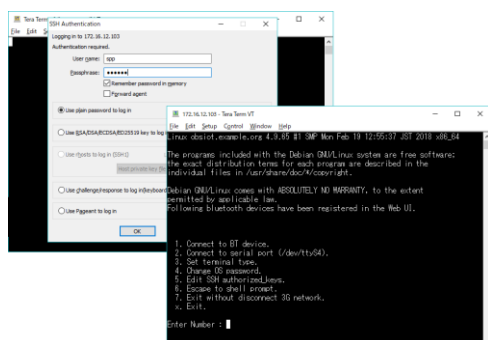 Tera Term
SSH Authentication
File Edit
Logging in to 172.16.12.103
Authentication required.
User name: spp
Passphrase: ●●●●●●
Remember password in memory
Forward agent
Use plain password to log in
Use RSA/DSA/ECDSA/ED25519 key to log in
Use rhosts to log in (SSH1)
Use challenge/response to log in(keyboard
Use Pageant to log in
OK
172.16.12.103 - Tera Term VT
File Edit Setup Control Window Help
Linux obsiot.example.org 4.9.65 #1 SMP Mon Feb 19 12:55:37 JST 2018 x86_64
The programs included with the Debian GNU/Linux system are free software;
the exact distribution terms for each program are described in the
individual files in /usr/share/doc/*/copyright.
Debian GNU/Linux comes with ABSOLUTELY NO WARRANTY, to the extent
permitted by applicable law.
Following bluetooth devices have been registered in the Web UI.
1. Connect to BT device.
2. Connect to serial port (/dev/ttyS4).
3. Set terminal type.
4. Change OS password.
5. Edit SSH authorized_keys.
6. Escape to shell prompt.
7. Exit without disconnect 3G network.
x. Exit.
Enter Number :